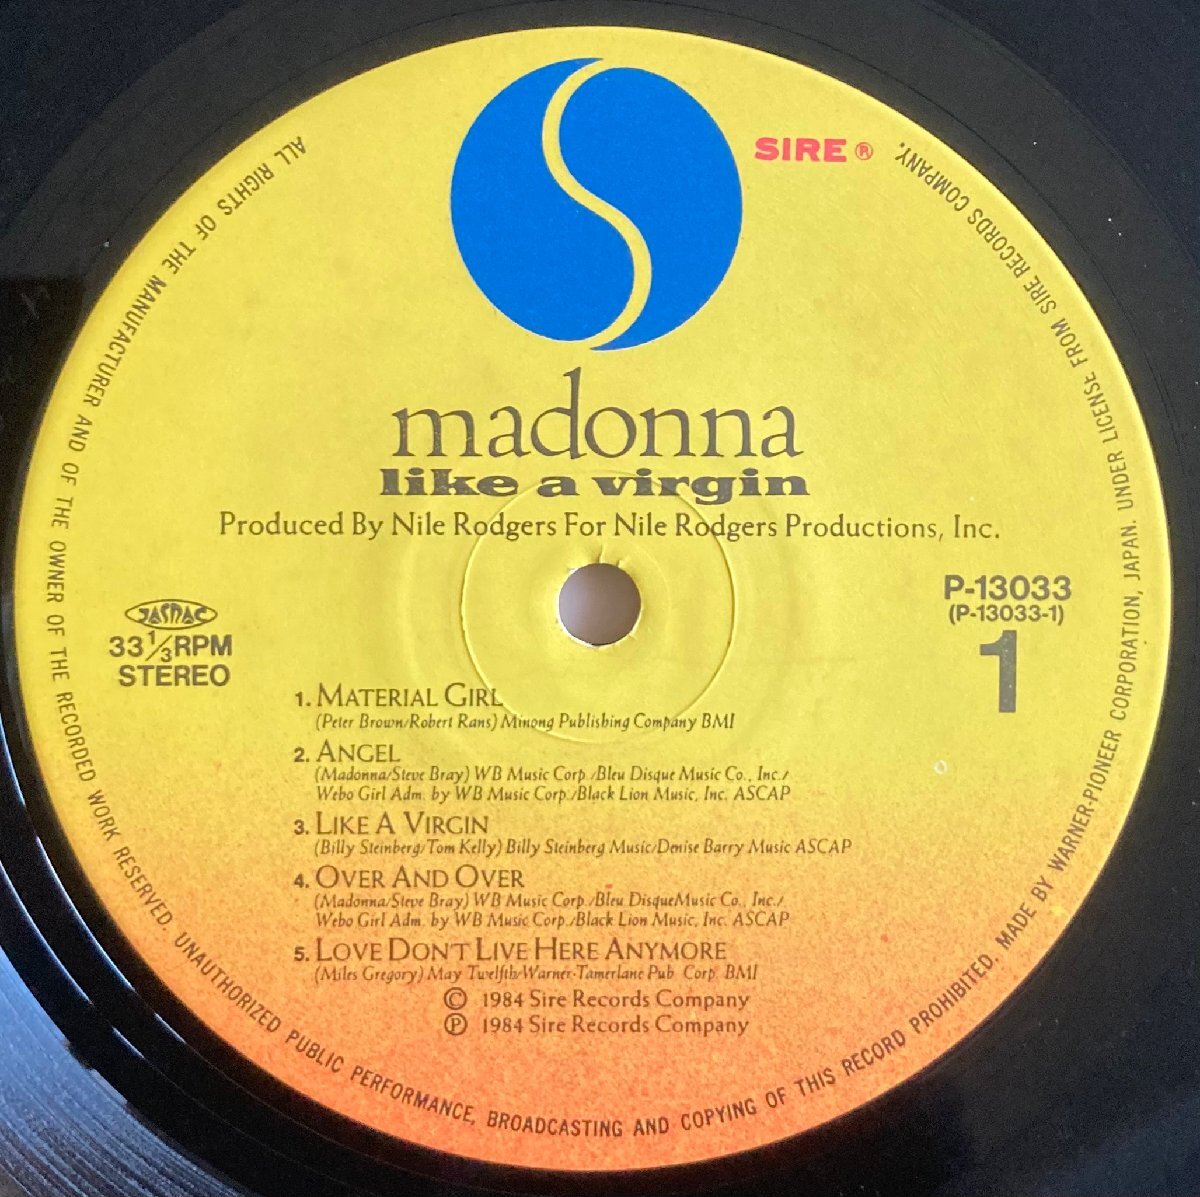 SIRE ®
madonna
like a virgin
Produced By Nile Rodgers For Nile Rodgers Productions, Inc.
JASRAC
33 1/3 RPM
STEREO
P-13033
(P-13033-1)
1
1. MATERIAL GIRL
(Peter Brown/Robert Rans) Minong Publishing Company BMI
2. ANGEL
(Madonna/Steve Bray) WB Music Corp./Bleu Disque Music Co., Inc./
Webo Girl Adm. by WB Music Corp./Black Lion Music, Inc. ASCAP
3. LIKE A VIRGIN
(Billy Steinberg/Tom Kelly) Billy Steinberg Music/Denise Barry Music ASCAP
4. OVER AND OVER
(Madonna/Steve Bray) WB Music Corp./Bleu DisqueMusic Co., Inc./
Webo Girl Adm. by WB Music Corp./Black Lion Music, Inc. ASCAP
5. LOVE DON'T LIVE HERE ANYMORE
(Miles Gregory) May Twelfth/Warner-Tamerlane Pub. Corp. BMI
© 1984 Sire Records Company
℗ 1984 Sire Records Company
ALL RIGHTS OF THE MANUFACTURER AND OF THE OWNER OF THE RECORDED WORK RESERVED. UNAUTHORIZED PUBLIC PERFORMANCE, BROADCASTING AND COPYING OF THIS RECORD PROHIBITED. MADE BY WARNER-PIONEER CORPORATION, JAPAN. UNDER LICENSE FROM SIRE RECORDS COMPANY.